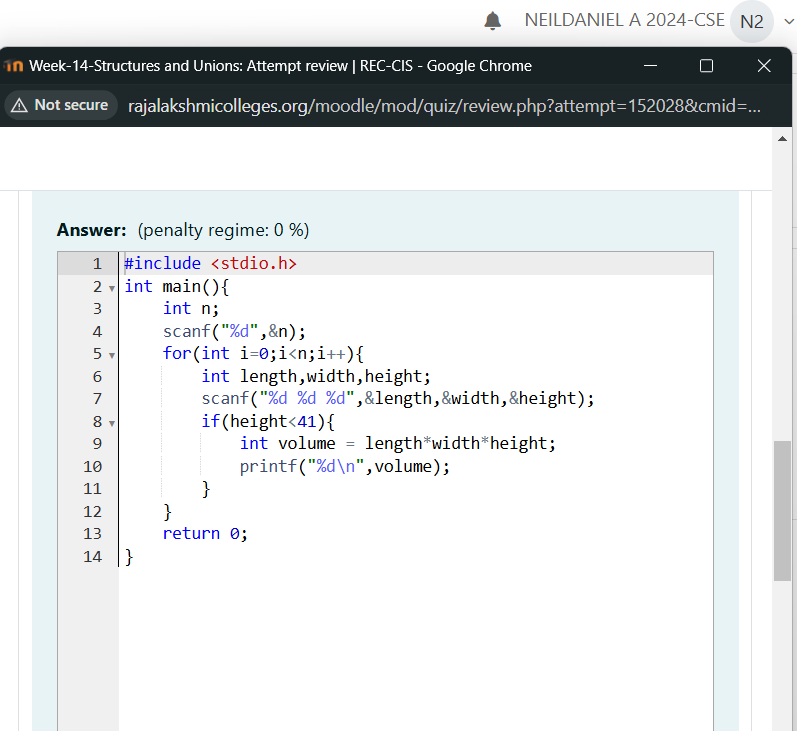 NEILDANIEL A 2024-CSE N2
Week-14-Structures and Unions: Attempt review | REC-CIS - Google Chrome
Not secure rajalakshmicolleges.org/moodle/mod/quiz/review.php?attempt=152028&cmid=...
Answer: (penalty regime: 0 %)
1 #include <stdio.h>
2 int main(){
3     int n;
4     scanf("%d",&n);
5     for(int i=0;i<n;i++){
6         int length,width,height;
7         scanf("%d %d %d",&length,&width,&height);
8         if(height<41){
9             int volume = length*width*height;
10             printf("%d\n",volume);
11         }
12     }
13     return 0;
14 }